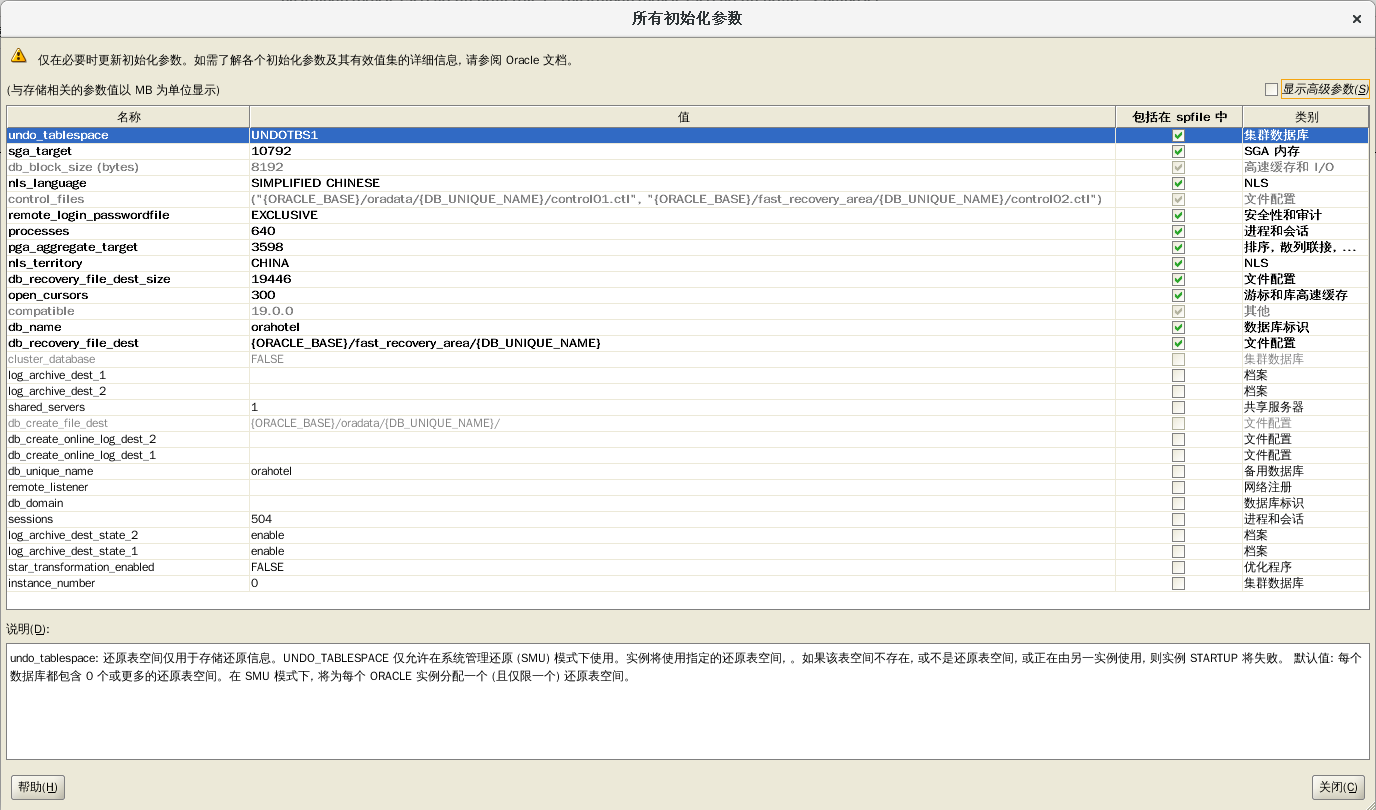 所有初始化参数
仅在必要时更新初始化参数。如需了解各个初始化参数及其有效值集的详细信息, 请参阅 Oracle 文档。
(与存储相关的参数值以 MB 为单位显示)
显示高级参数(S)
名称 值 包括在 spfile 中 类别
undo_tablespace UNDOTBS1 集群数据库
sga_target 10792 SGA 内存
db_block_size (bytes) 8192 高速缓存和 I/O
nls_language SIMPLIFIED CHINESE NLS
control_files ("{ORACLE_BASE}/oradata/{DB_UNIQUE_NAME}/control01.ctl", "{ORACLE_BASE}/fast_recovery_area/{DB_UNIQUE_NAME}/control02.ctl") 文件配置
remote_login_passwordfile EXCLUSIVE 安全性和审计
processes 640 进程和会话
pga_aggregate_target 3598 排序, 散列联接, ...
nls_territory CHINA NLS
db_recovery_file_dest_size 19446 文件配置
open_cursors 300 游标和库高速缓存
compatible 19.0.0 其他
db_name orahotel 数据库标识
db_recovery_file_dest {ORACLE_BASE}/fast_recovery_area/{DB_UNIQUE_NAME} 文件配置
cluster_database FALSE 集群数据库
log_archive_dest_1 档案
log_archive_dest_2 档案
shared_servers 1 共享服务器
db_create_file_dest {ORACLE_BASE}/oradata/{DB_UNIQUE_NAME}/ 文件配置
db_create_online_log_dest_2 文件配置
db_create_online_log_dest_1 文件配置
db_unique_name orahotel 备用数据库
remote_listener 网络注册
db_domain 数据库标识
sessions 504 进程和会话
log_archive_dest_state_2 enable 档案
log_archive_dest_state_1 enable 档案
star_transformation_enabled FALSE 优化程序
instance_number 0 集群数据库
说明(D):
undo_tablespace: 还原表空间仅用于存储还原信息。UNDO_TABLESPACE 仅允许在系统管理还原 (SMU) 模式下使用。实例将使用指定的还原表空间, 。如果该表空间不存在, 或不是还原表空间, 或正在由另一实例使用, 则实例 STARTUP 将失败。 默认值: 每个
数据库都包含 0 个或更多的还原表空间。在 SMU 模式下, 将为每个 ORACLE 实例分配一个 (且仅限一个) 还原表空间。
帮助(H) 关闭(C)